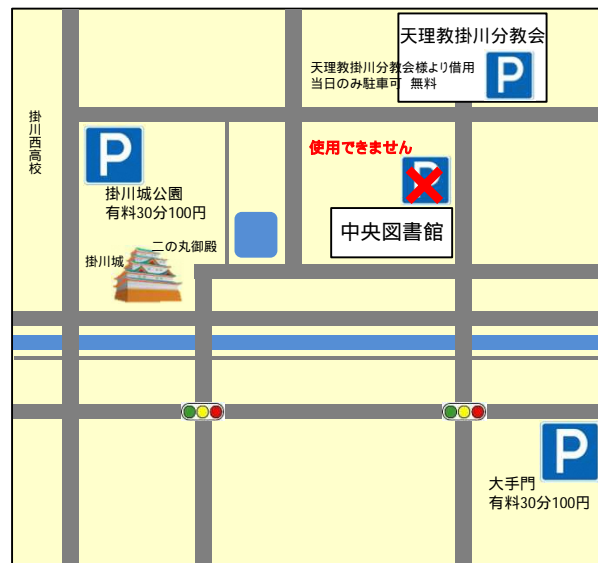 天理教掛川分教会
P
天理教掛川分教会様より借用
当日のみ駐車可 無料
掛川西高校
P
使用できません
P
掛川城公園
有料30分100円
中央図書館
二の丸御殿
掛川城
P
大手門
有料30分100円